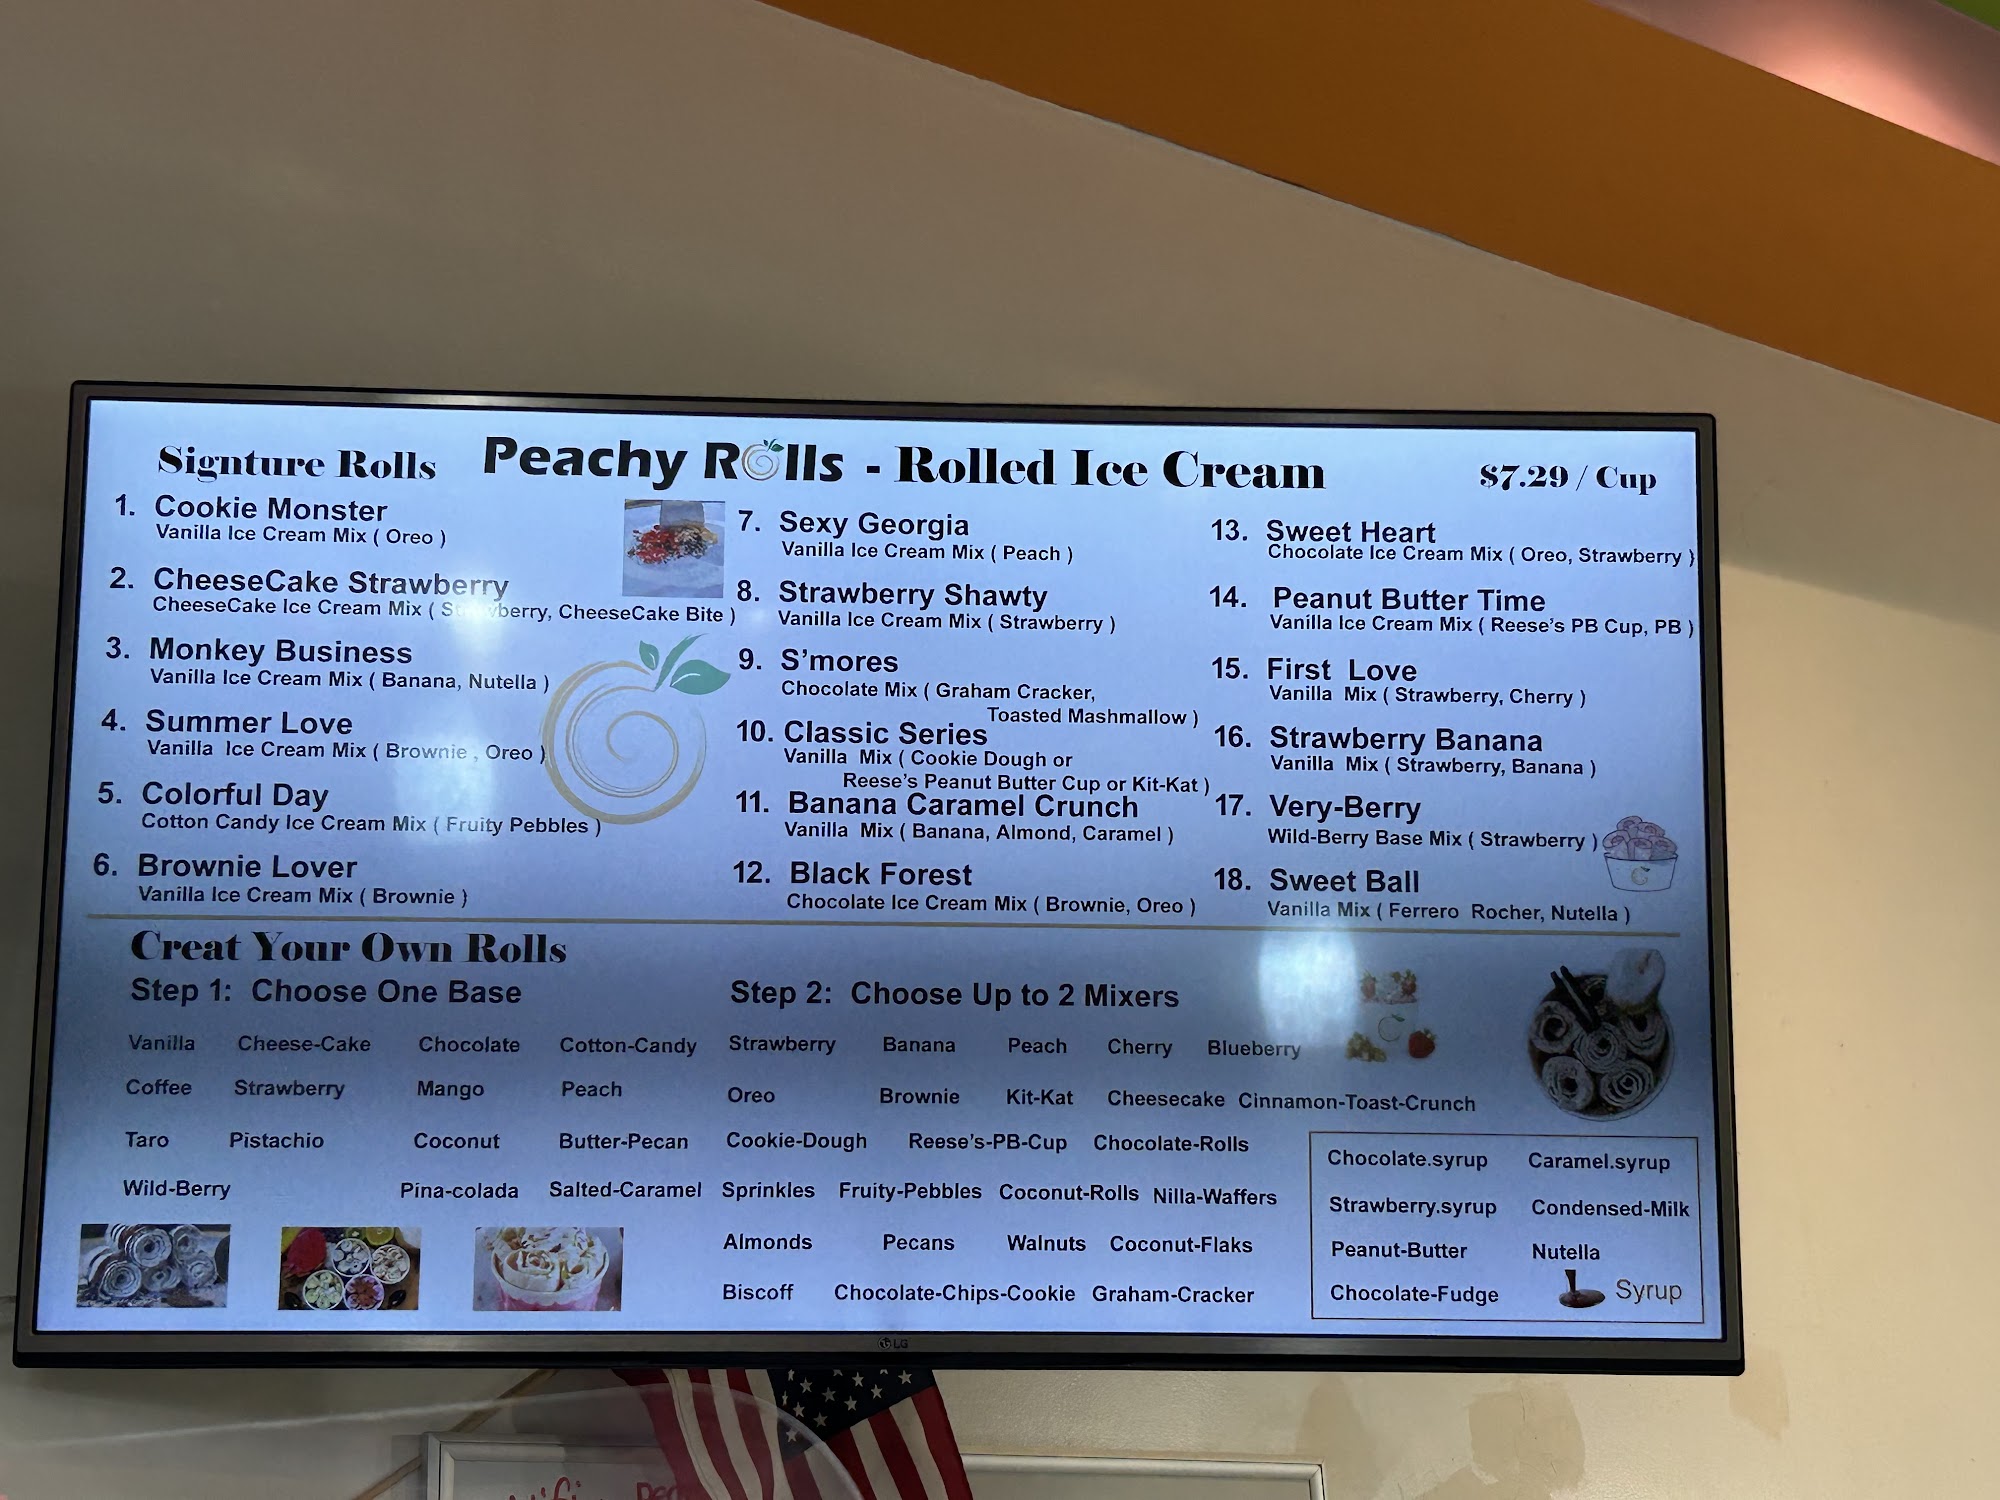 Signture Rolls
Peachy Rolls - Rolled Ice Cream
$7.29 / Cup
1. Cookie Monster
Vanilla Ice Cream Mix ( Oreo )
2. CheeseCake Strawberry
CheeseCake Ice Cream Mix ( Strawberry, CheeseCake Bite )
3. Monkey Business
Vanilla Ice Cream Mix ( Banana, Nutella )
4. Summer Love
Vanilla Ice Cream Mix ( Brownie , Oreo )
5. Colorful Day
Cotton Candy Ice Cream Mix ( Fruity Pebbles )
6. Brownie Lover
Vanilla Ice Cream Mix ( Brownie )
7. Sexy Georgia
Vanilla Ice Cream Mix ( Peach )
8. Strawberry Shawty
Vanilla Ice Cream Mix ( Strawberry )
9. S'mores
Chocolate Mix ( Graham Cracker,
Toasted Mashmallow )
10. Classic Series
Vanilla Mix ( Cookie Dough or
Reese's Peanut Butter Cup or Kit-Kat )
11. Banana Caramel Crunch
Vanilla Mix ( Banana, Almond, Caramel )
12. Black Forest
Chocolate Ice Cream Mix ( Brownie, Oreo )
13. Sweet Heart
Chocolate Ice Cream Mix ( Oreo, Strawberry )
14. Peanut Butter Time
Vanilla Ice Cream Mix ( Reese's PB Cup, PB )
15. First Love
Vanilla Mix ( Strawberry, Cherry )
16. Strawberry Banana
Vanilla Mix ( Strawberry, Banana )
17. Very-Berry
Wild-Berry Base Mix ( Strawberry )
18. Sweet Ball
Vanilla Mix ( Ferrero Rocher, Nutella )
Creat Your Own Rolls
Step 1: Choose One Base
Vanilla Cheese-Cake Chocolate Cotton-Candy
Coffee Strawberry Mango Peach
Taro Pistachio Coconut Butter-Pecan
Wild-Berry Pina-colada Salted-Caramel
Step 2: Choose Up to 2 Mixers
Strawberry Banana Peach Cherry Blueberry
Oreo Brownie Kit-Kat Cheesecake Cinnamon-Toast-Crunch
Cookie-Dough Reese's-PB-Cup Chocolate-Rolls
Sprinkles Fruity-Pebbles Coconut-Rolls Nilla-Waffers
Almonds Pecans Walnuts Coconut-Flaks
Biscoff Chocolate-Chips-Cookie Graham-Cracker
Chocolate.syrup Caramel.syrup
Strawberry.syrup Condensed-Milk
Peanut-Butter Nutella
Chocolate-Fudge Syrup
LG